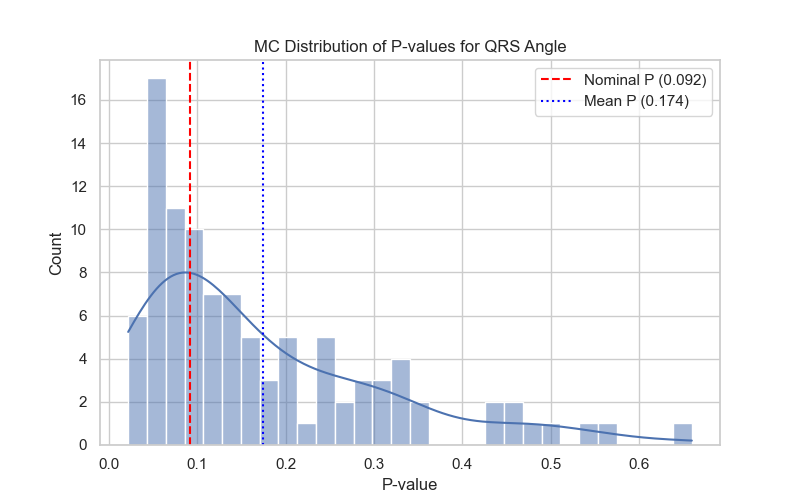 MC Distribution of P-values for QRS Angle
Nominal P (0.092)
Mean P (0.174)
Count
16
14
12
10
8
6
4
2
0
0.0 0.1 0.2 0.3 0.4 0.5 0.6
P-value